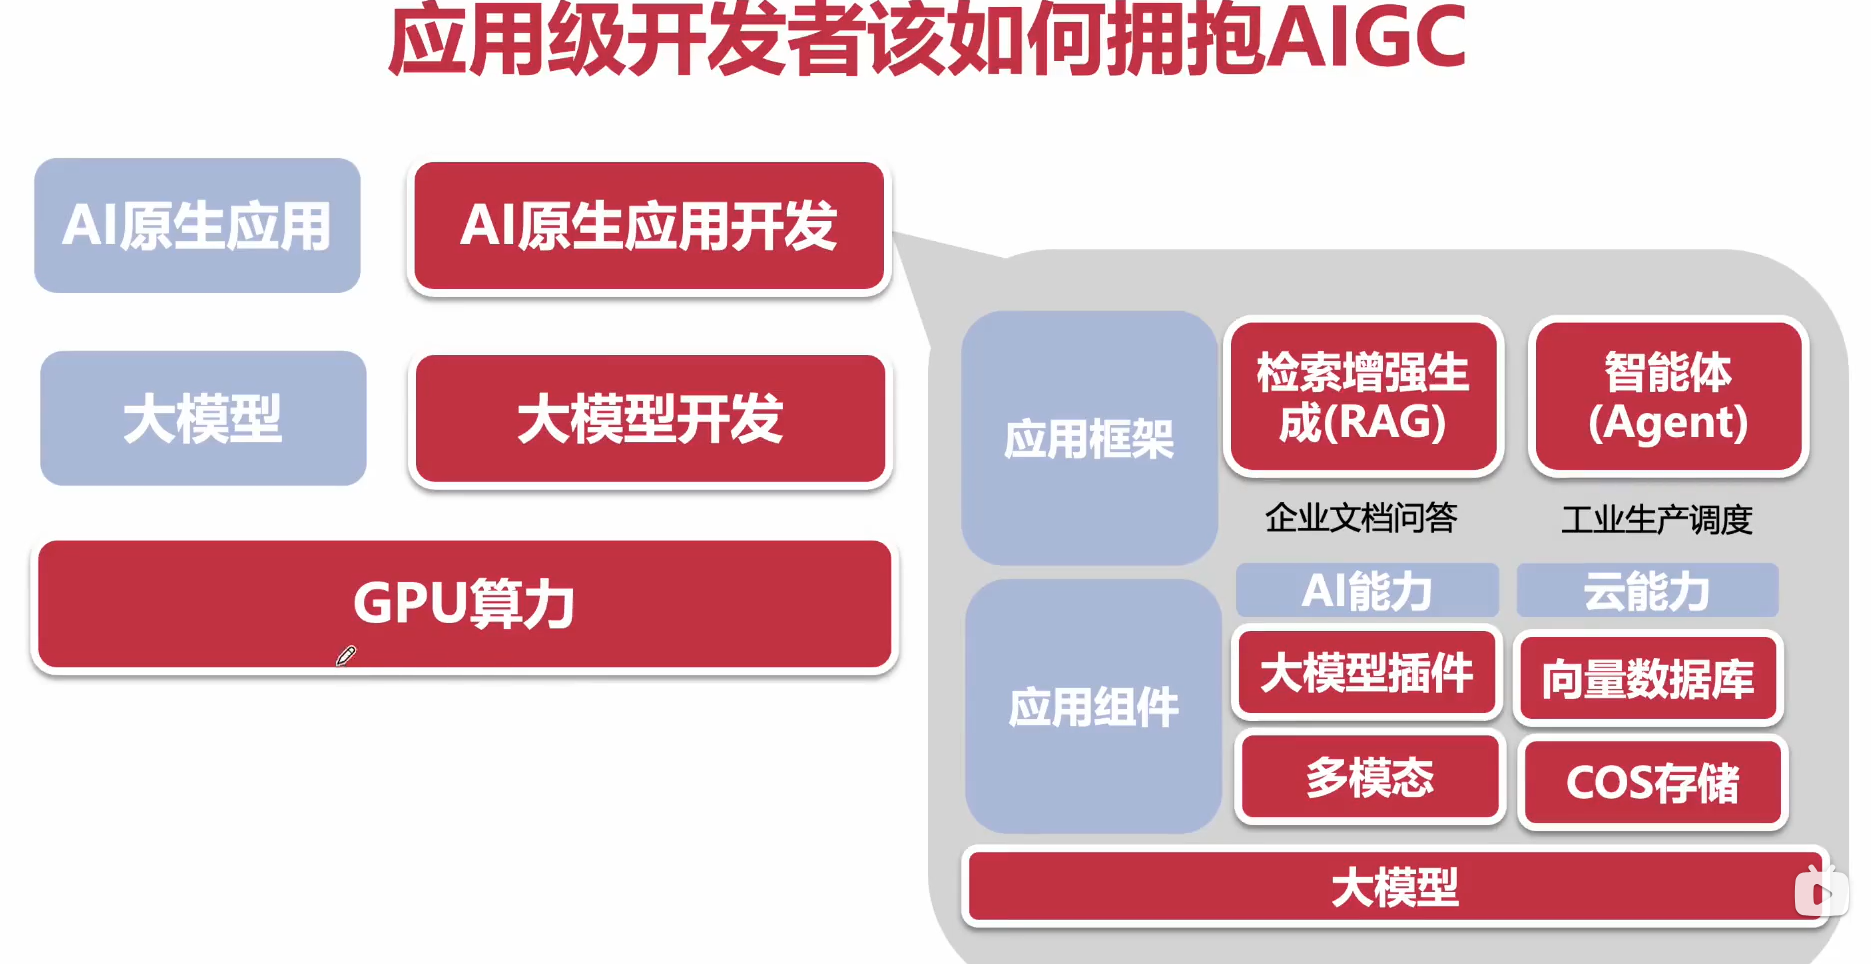 应用级开发者该如何拥抱AIGC
AI原生应用
AI原生应用开发
大模型
大模型开发
GPU算力
应用框架
检索增强生
成(RAG)
智能体
(Agent)
企业文档问答
工业生产调度
应用组件
AI能力
云能力
大模型插件
向量数据库
多模态
COS存储
大模型